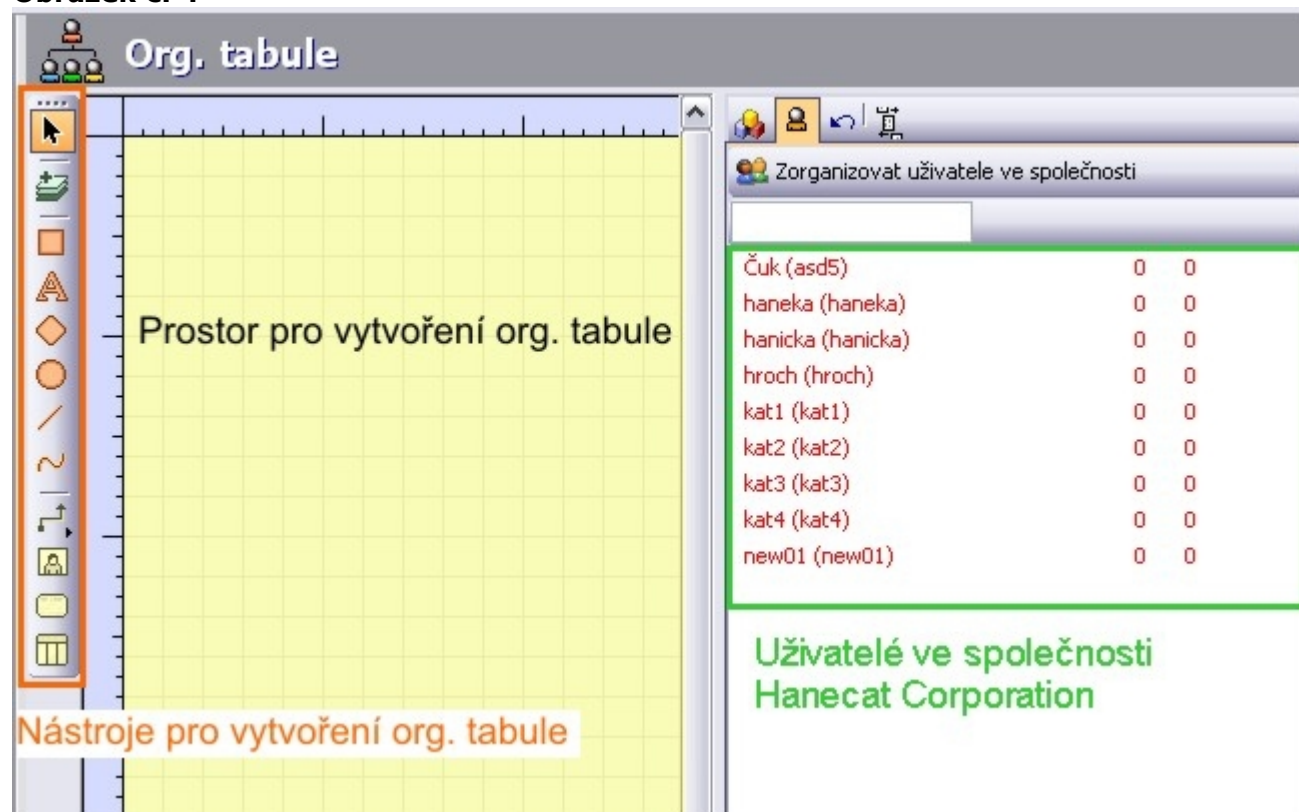 Org. tabule
Zorganizovat uživatele ve společnosti
Čuk (asd5) 0 0
haneka (haneka) 0 0
hanicka (hanicka) 0 0
hroch (hroch) 0 0
kat1 (kat1) 0 0
kat2 (kat2) 0 0
kat3 (kat3) 0 0
kat4 (kat4) 0 0
new01 (new01) 0 0
Prostor pro vytvoření org. tabule
Uživatelé ve společnosti
Hanecat Corporation
Nástroje pro vytvoření org. tabule